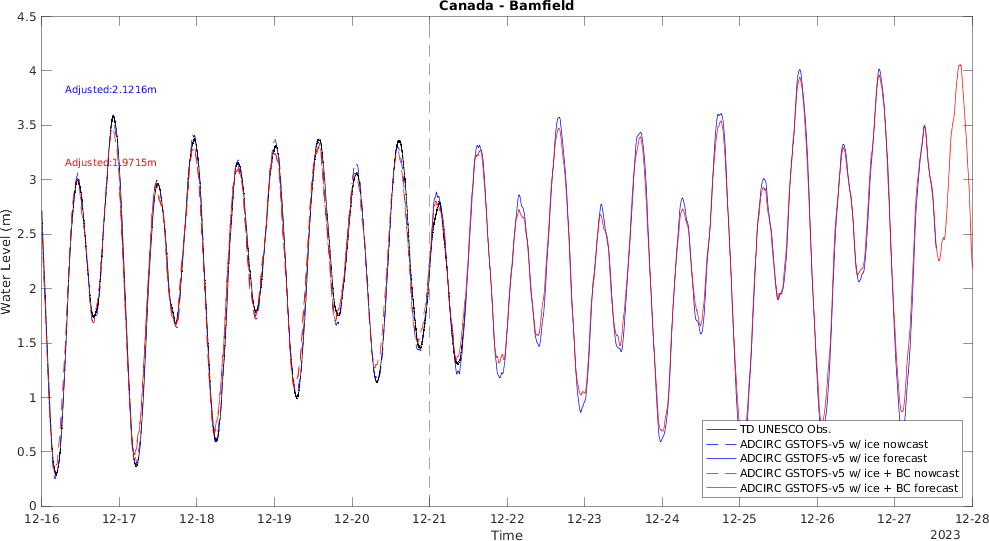 Canada - Bamfield
4.5
4
3.5
3
2.5
2
1.5
1
0.5
0
Water Level (m)
Adjusted:2.1216m
Adjusted:1.9715m
TD UNESCO Obs.
ADCIRC GSTOFS-v5 w/ ice nowcast
ADCIRC GSTOFS-v5 w/ ice forecast
ADCIRC GSTOFS-v5 w/ ice + BC nowcast
ADCIRC GSTOFS-v5 w/ ice + BC forecast
12-16 12-17 12-18 12-19 12-20 12-21 12-22 12-23 12-24 12-25 12-26 12-27 12-28
Time
2023